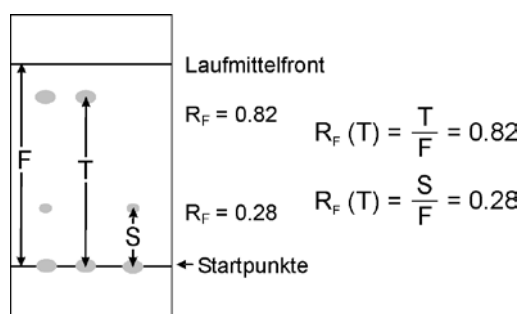 Laufmittelfront
R_F = 0.82
R_F (T) = T/F = 0.82
F
T
R_F = 0.28
R_F (T) = S/F = 0.28
S
Startpunkte